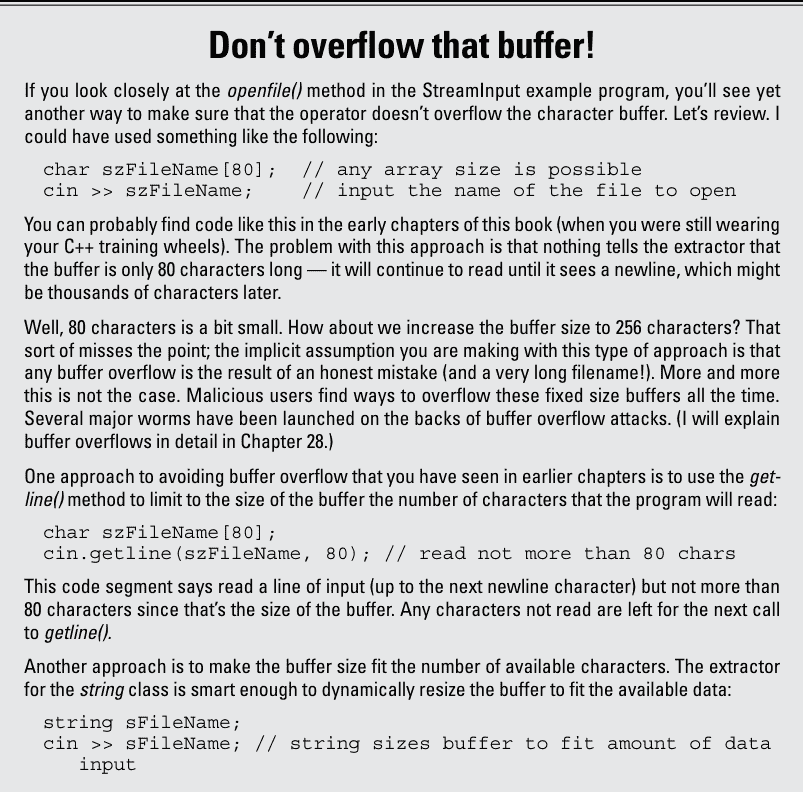 Don't overflow that buffer!
If you look closely at the openfile() method in the StreamInput example program, you'll see yet
another way to make sure that the operator doesn't overflow the character buffer. Let's review. I
could have used something like the following:
char szFileName[80];  // any array size is possible
cin >> szFileName;    // input the name of the file to open
You can probably find code like this in the early chapters of this book (when you were still wearing
your C++ training wheels). The problem with this approach is that nothing tells the extractor that
the buffer is only 80 characters long — it will continue to read until it sees a newline, which might
be thousands of characters later.
Well, 80 characters is a bit small. How about we increase the buffer size to 256 characters? That
sort of misses the point; the implicit assumption you are making with this type of approach is that
any buffer overflow is the result of an honest mistake (and a very long filename!). More and more
this is not the case. Malicious users find ways to overflow these fixed size buffers all the time.
Several major worms have been launched on the backs of buffer overflow attacks. (I will explain
buffer overflows in detail in Chapter 28.)
One approach to avoiding buffer overflow that you have seen in earlier chapters is to use the get-
line() method to limit to the size of the buffer the number of characters that the program will read:
char szFileName[80];
cin.getline(szFileName, 80); // read not more than 80 chars
This code segment says read a line of input (up to the next newline character) but not more than
80 characters since that's the size of the buffer. Any characters not read are left for the next call
to getline().
Another approach is to make the buffer size fit the number of available characters. The extractor
for the string class is smart enough to dynamically resize the buffer to fit the available data:
string sFileName;
cin >> sFileName; // string sizes buffer to fit amount of data
input